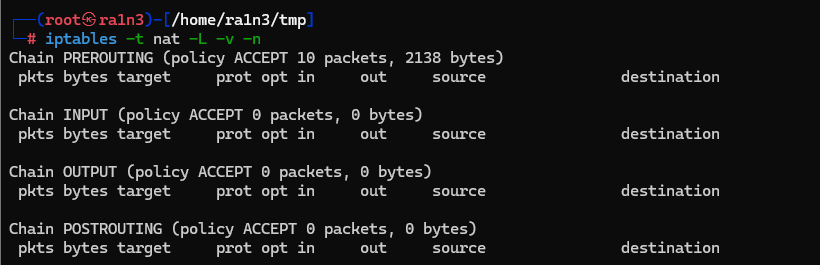 ┌──(root㉿ra1n3)-[/home/ra1n3/tmp]
└─# iptables -t nat -L -v -n
Chain PREROUTING (policy ACCEPT 10 packets, 2138 bytes)
 pkts bytes target     prot opt in     out     source               destination

Chain INPUT (policy ACCEPT 0 packets, 0 bytes)
 pkts bytes target     prot opt in     out     source               destination

Chain OUTPUT (policy ACCEPT 0 packets, 0 bytes)
 pkts bytes target     prot opt in     out     source               destination

Chain POSTROUTING (policy ACCEPT 0 packets, 0 bytes)
 pkts bytes target     prot opt in     out     source               destination